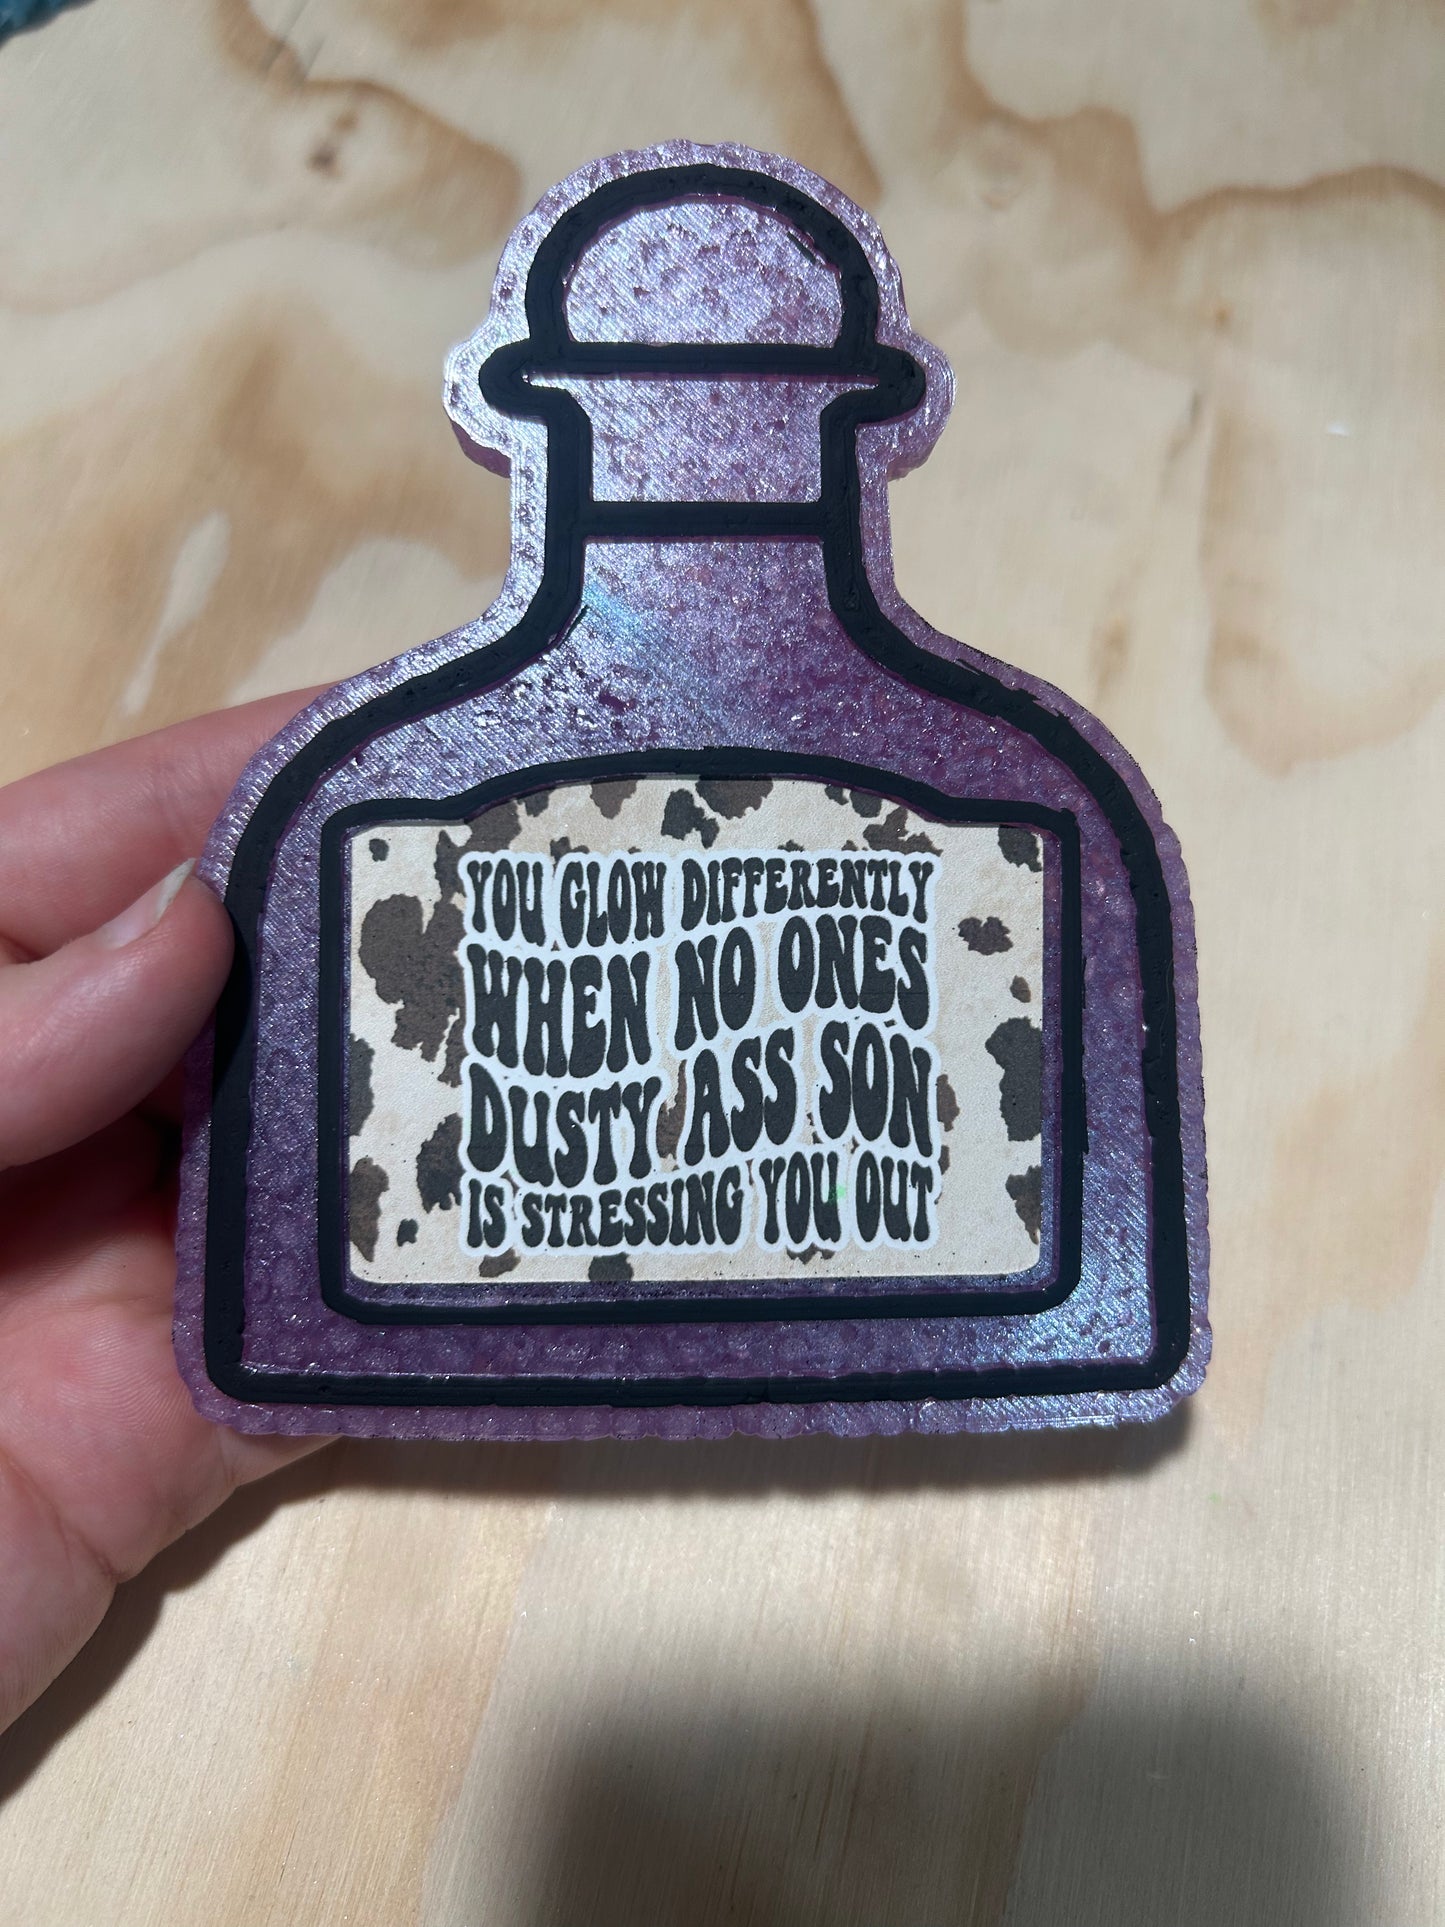 YOU GLOW DIFFERENTLY
WHEN NO ONES
DUSTY ASS SON
IS STRESSING YOU OUT